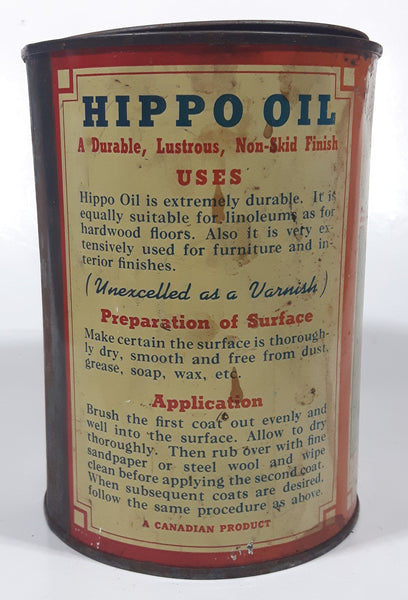 HIPPO OIL
A Durable, Lustrous, Non-Skid Finish
USES
Hippo Oil is extremely durable. It is
equally suitable for linoleums as for
hardwood floors. Also it is very ex-
tensively used for furniture and in-
terior finishes.
(Unexcelled as a Varnish)
Preparation of Surface
Make certain the surface is thorough-
ly dry, smooth and free from dust,
grease, soap, wax, etc.
Application
Brush the first coat out evenly and
well into the surface. Allow to dry
thoroughly. Then rub over with fine
sandpaper or steel wool and wipe
clean before applying the second coat.
When subsequent coats are desired,
follow the same procedure as above.
A CANADIAN PRODUCT